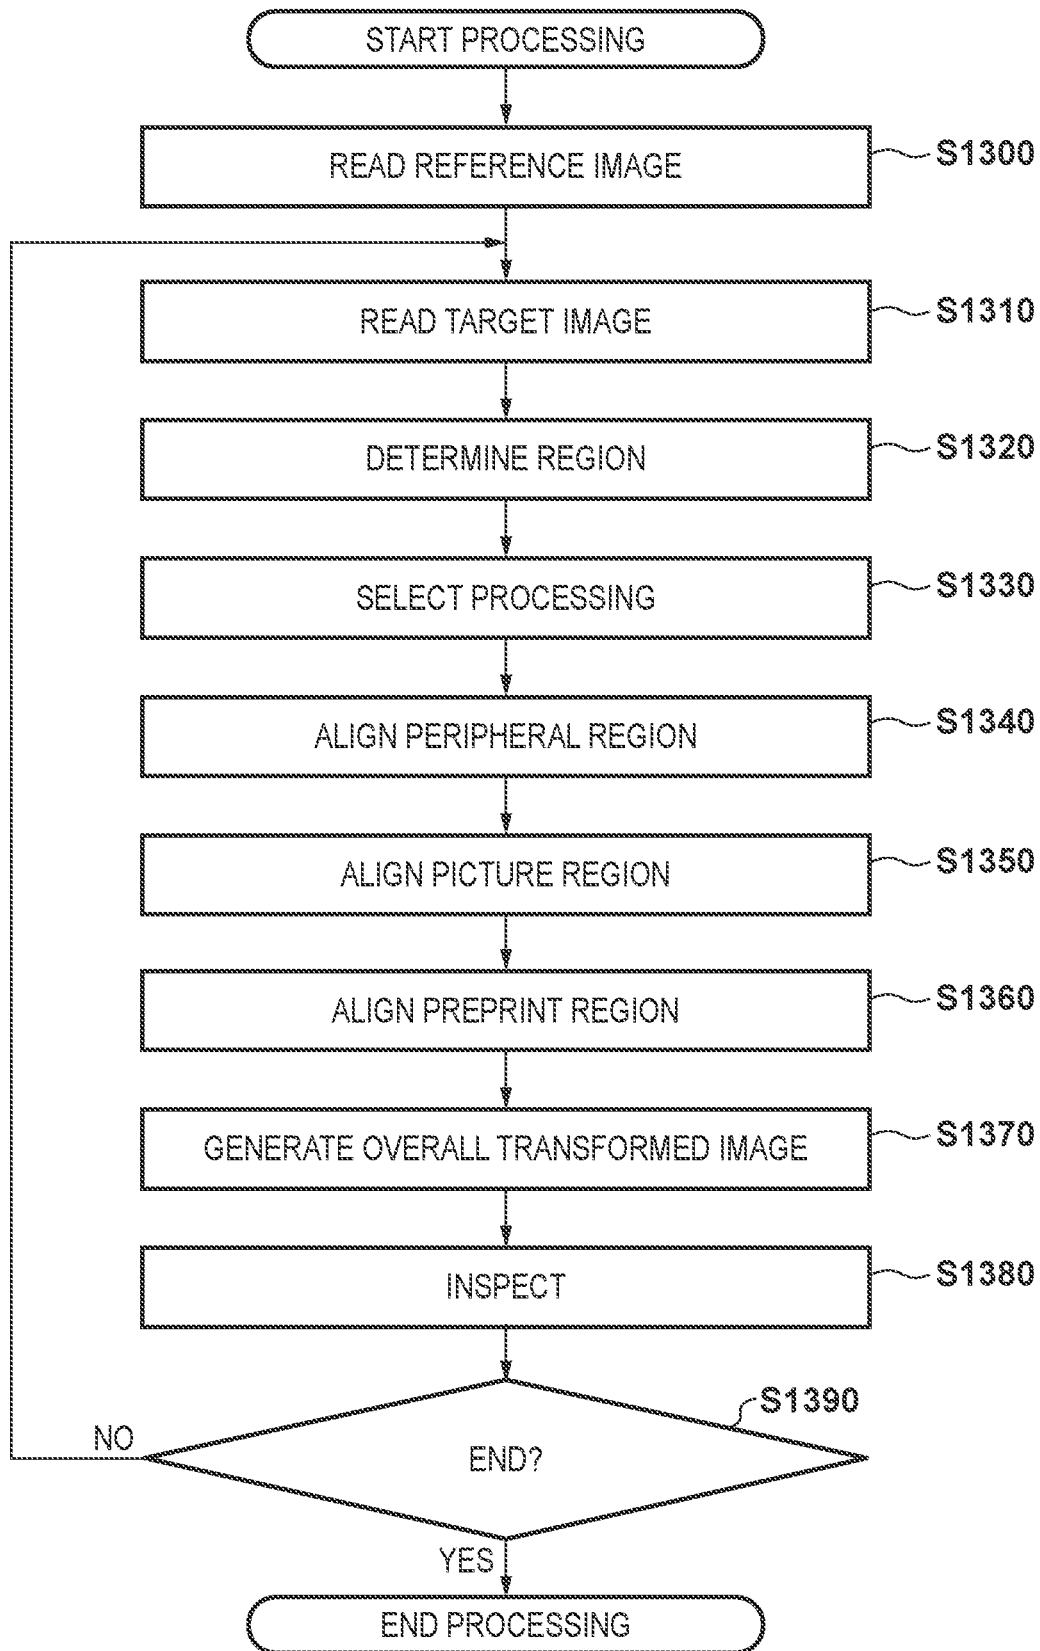 START PROCESSING
READ REFERENCE IMAGE
S1300
READ TARGET IMAGE
S1310
DETERMINE REGION
S1320
SELECT PROCESSING
S1330
ALIGN PERIPHERAL REGION
S1340
ALIGN PICTURE REGION
S1350
ALIGN PREPRINT REGION
S1360
GENERATE OVERALL TRANSFORMED IMAGE
S1370
INSPECT
S1380
S1390
NO
END?
YES
END PROCESSING